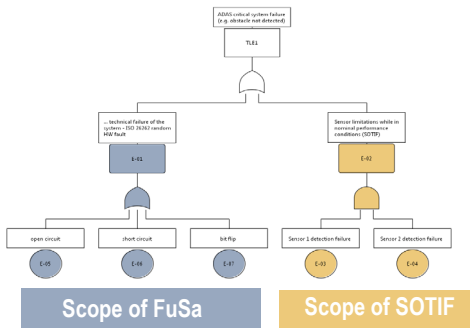 ADAS critical system failure
(e.g. obstacle not detected)
TLE1
... technical failure of the
system - ISO 26262 random
HW fault
Sensor limitations while in
nominal performance
conditions (SOTIF)
E-01
E-02
open circuit
short circuit
bit flip
Sensor 1 detection failure
Sensor 2 detection failure
E-05
E-06
E-07
E-03
E-04
Scope of FuSa
Scope of SOTIF